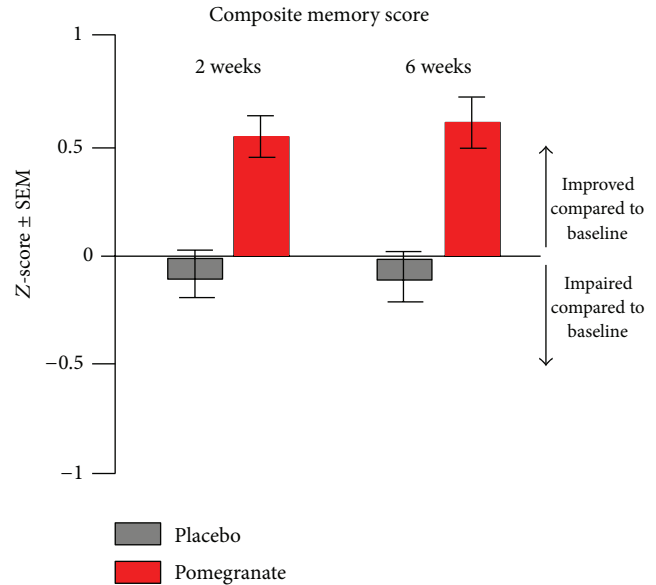 Composite memory score
2 weeks
6 weeks
1
0.5
0
−0.5
−1
Z-score ± SEM
Improved
compared to
baseline
Impaired
compared to
baseline
Placebo
Pomegranate